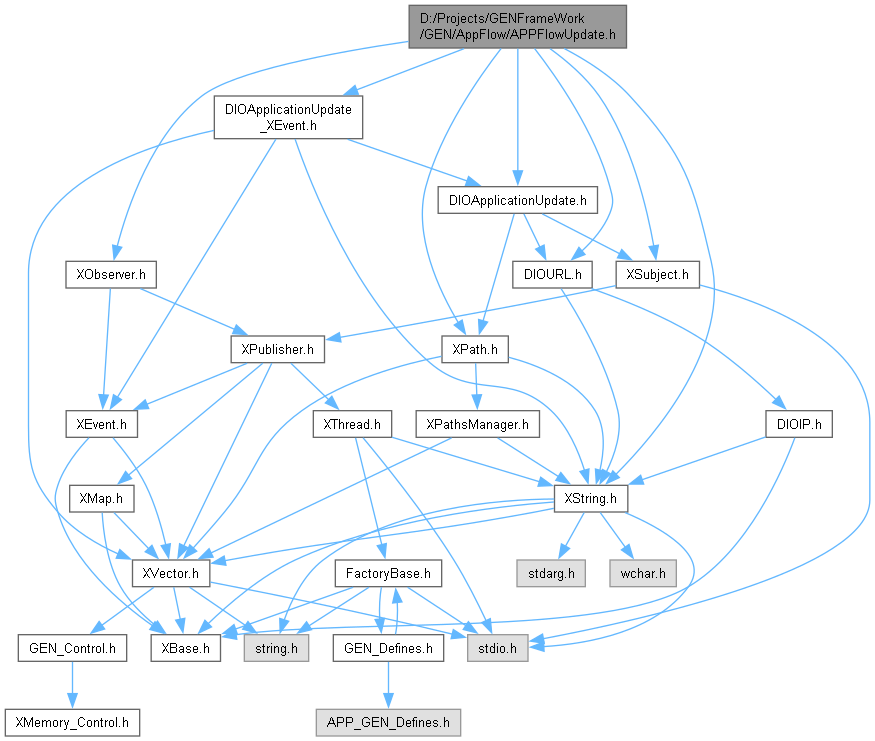 D:/Projects/GENFrameWork
/GEN/AppFlow/APPFlowUpdate.h
DIOApplicationUpdate
_XEvent.h
DIOApplicationUpdate.h
XObserver.h
DIOURL.h
XSubject.h
XPublisher.h
XPath.h
XEvent.h
XThread.h
XPathsManager.h
DIOIP.h
XMap.h
XString.h
XVector.h
FactoryBase.h
stdarg.h
wchar.h
GEN_Control.h
XBase.h
string.h
GEN_Defines.h
stdio.h
XMemory_Control.h
APP_GEN_Defines.h